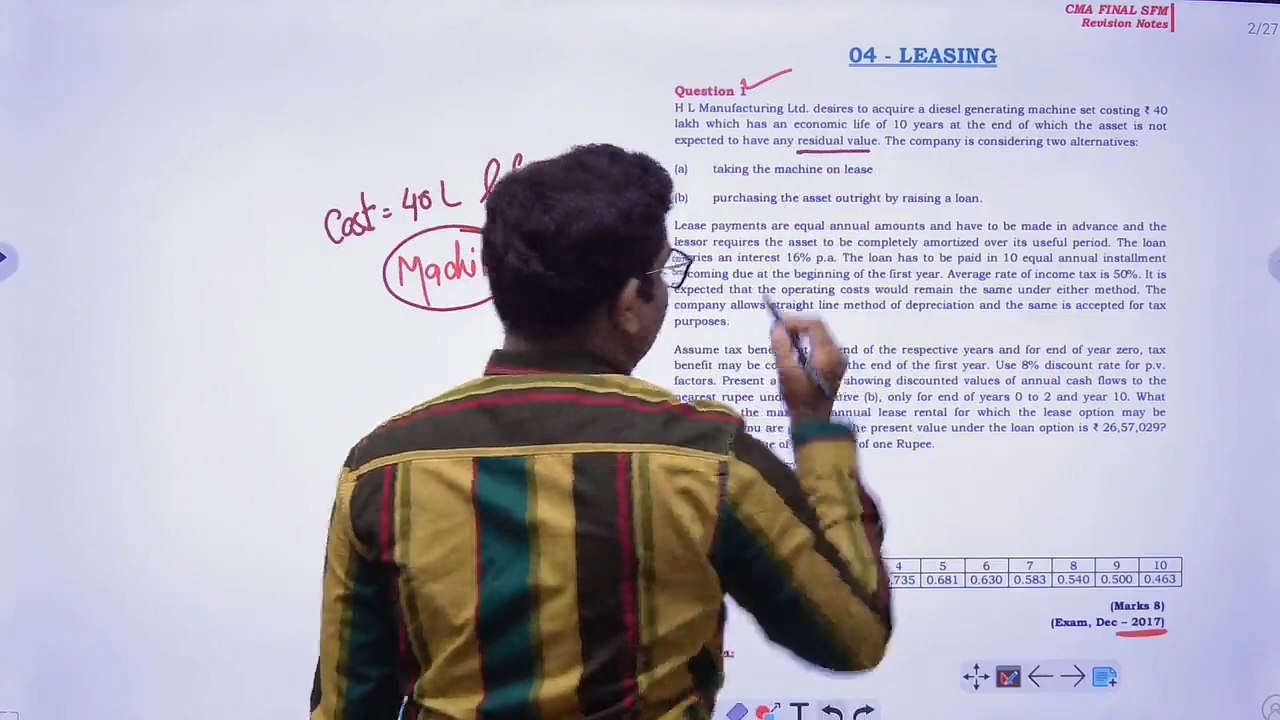 CMA FINAL SFM
Revision Notes
2/27
04 - LEASING
Question 1
H L Manufacturing Ltd. desires to acquire a diesel generating machine set costing ₹ 40
lakh which has an economic life of 10 years at the end of which the asset is not
expected to have any residual value. The company is considering two alternatives:
(a) taking the machine on lease
(b) purchasing the asset outright by raising a loan.
Cost = 40 L
Machi
Lease payments are equal annual amounts and have to be made in advance and the
lessor requires the asset to be completely amortized over its useful period. The loan
an interest 16% p.a. The loan has to be paid in 10 equal annual installment
coming due at the beginning of the first year. Average rate of income tax is 50%. It is
expected that the operating costs would remain the same under either method. The
company allows straight line method of depreciation and the same is accepted for tax
purposes.
Assume tax end of the respective years and for end of year zero, tax
benefit may be the end of the first year. Use 8% discount rate for p.v.
factors. Present a showing discounted values of annual cash flows to the
nearest rupee (b), only for end of years 0 to 2 and year 10. What
the annual lease rental for which the lease option may be
present value under the loan option is ₹ 26,57,029?
of one Rupee.
4 5 6 7 8 9 10
.735 0.681 0.630 0.583 0.540 0.500 0.463
(Marks 8)
(Exam, Dec – 2017)
T